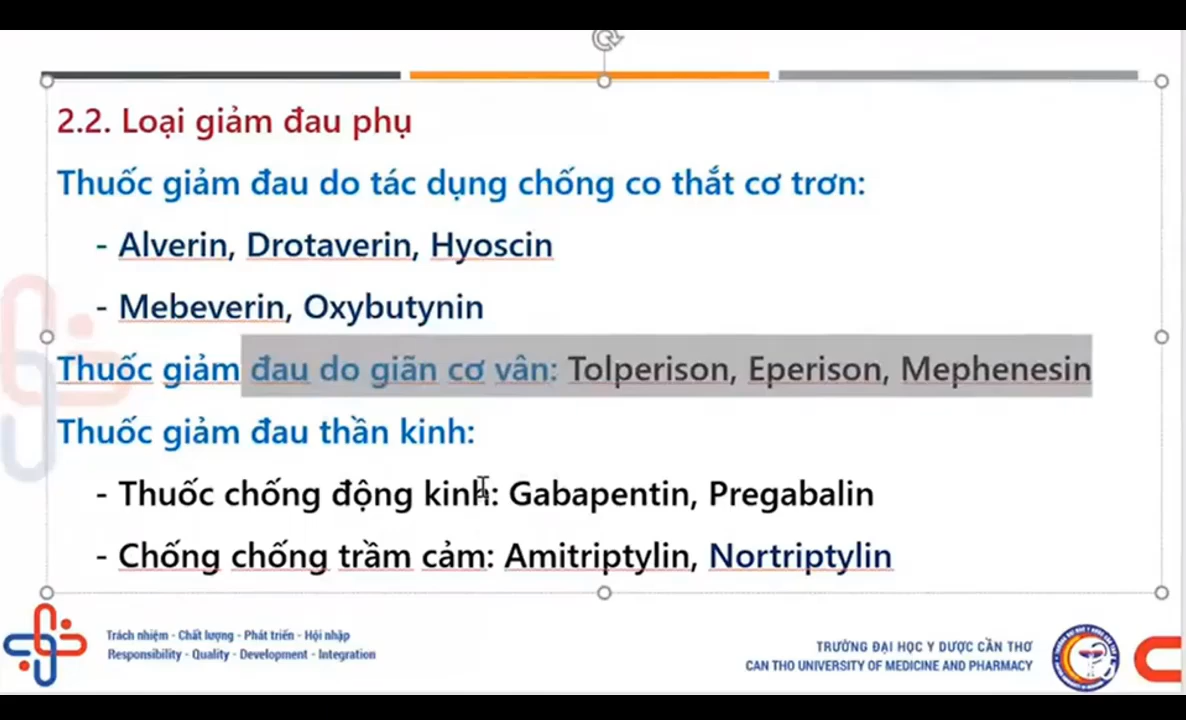 2.2. Loại giảm đau phụ
Thuốc giảm đau do tác dụng chống co thắt cơ trơn:
- Alverin, Drotaverin, Hyoscin
- Mebeverin, Oxybutynin
Thuốc giảm đau do giãn cơ vân: Tolperison, Eperison, Mephenesin
Thuốc giảm đau thần kinh:
- Thuốc chống động kinh: Gabapentin, Pregabalin
- Chống chống trầm cảm: Amitriptylin, Nortriptylin
Trách nhiệm - Chất lượng - Phát triển - Hội nhập
Responsibility - Quality - Development - Integration
TRƯỜNG ĐẠI HỌC Y DƯỢC CẦN THƠ
CAN THO UNIVERSITY OF MEDICINE AND PHARMACY